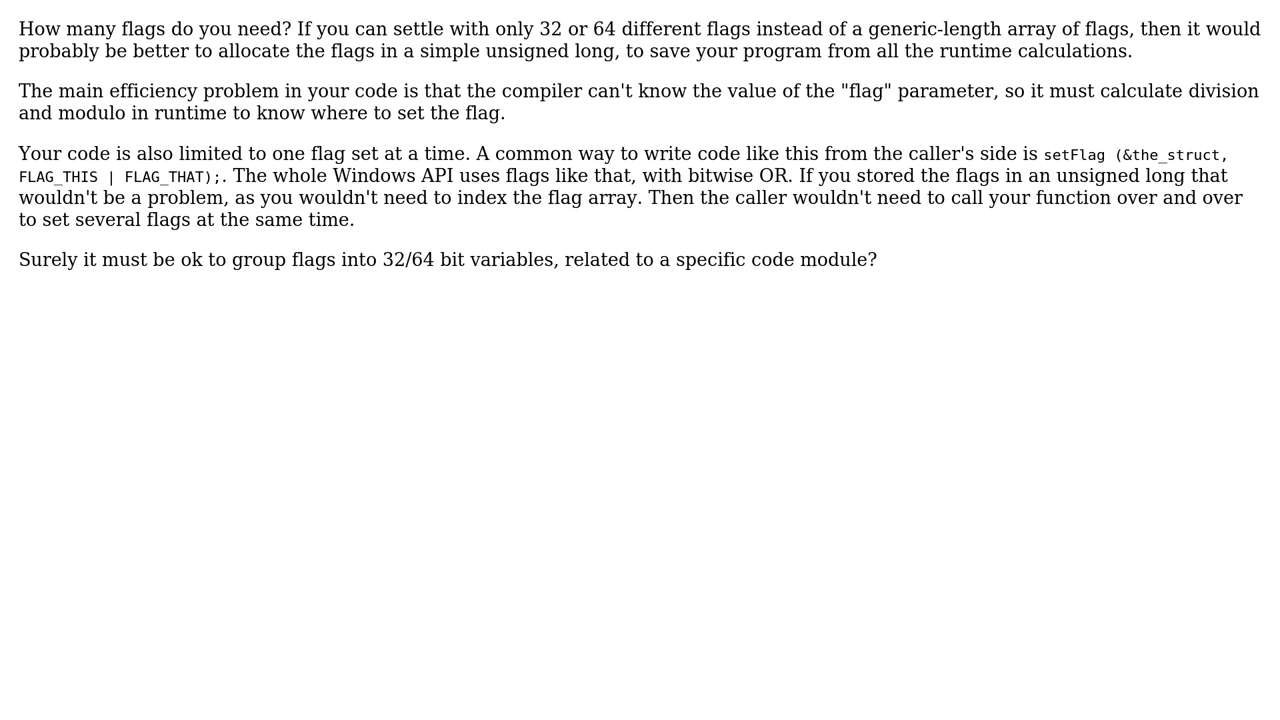 How many flags do you need? If you can settle with only 32 or 64 different flags instead of a generic-length array of flags, then it would
probably be better to allocate the flags in a simple unsigned long, to save your program from all the runtime calculations.
The main efficiency problem in your code is that the compiler can't know the value of the "flag" parameter, so it must calculate division
and modulo in runtime to know where to set the flag.
Your code is also limited to one flag set at a time. A common way to write code like this from the caller's side is setFlag (&the_struct,
FLAG_THIS | FLAG_THAT);. The whole Windows API uses flags like that, with bitwise OR. If you stored the flags in an unsigned long that
wouldn't be a problem, as you wouldn't need to index the flag array. Then the caller wouldn't need to call your function over and over
to set several flags at the same time.
Surely it must be ok to group flags into 32/64 bit variables, related to a specific code module?